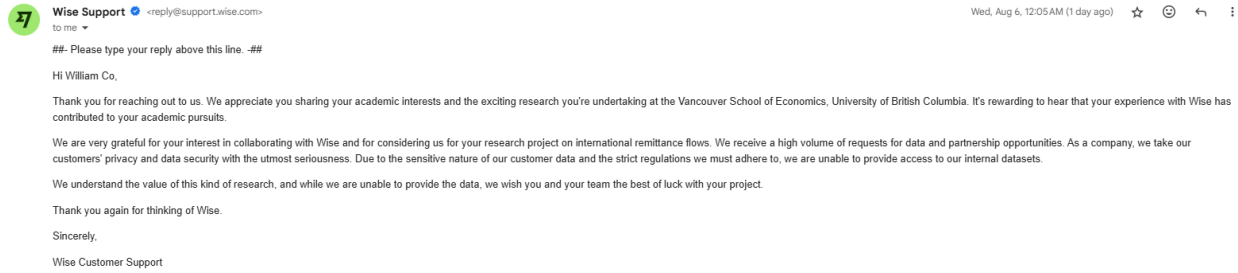 Wise Support <reply@support.wise.com>
Wed, Aug 6, 12:05 AM (1 day ago)
to me
##- Please type your reply above this line. -##
Hi William Co,
Thank you for reaching out to us. We appreciate you sharing your academic interests and the exciting research you're undertaking at the Vancouver School of Economics, University of British Columbia. It's rewarding to hear that your experience with Wise has
contributed to your academic pursuits.
We are very grateful for your interest in collaborating with Wise and for considering us for your research project on international remittance flows. We receive a high volume of requests for data and partnership opportunities. As a company, we take our
customers' privacy and data security with the utmost seriousness. Due to the sensitive nature of our customer data and the strict regulations we must adhere to, we are unable to provide access to our internal datasets.
We understand the value of this kind of research, and while we are unable to provide the data, we wish you and your team the best of luck with your project.
Thank you again for thinking of Wise.
Sincerely,
Wise Customer Support